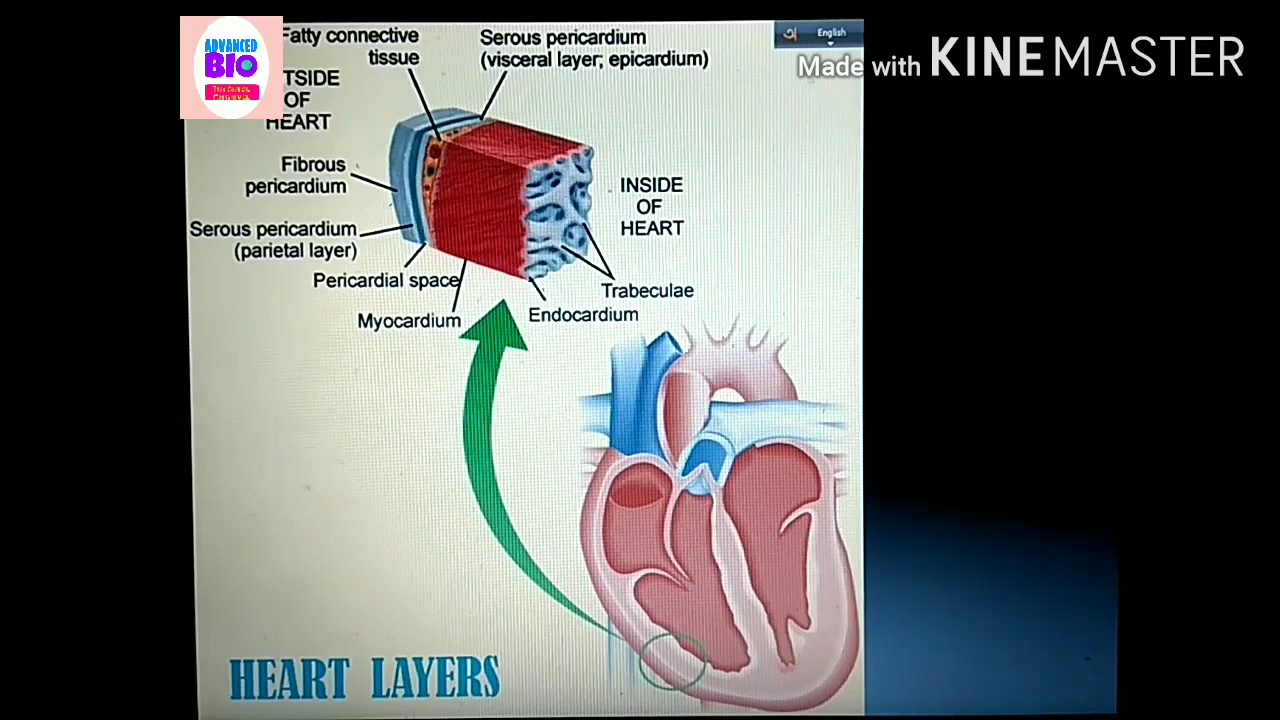 ADVANCED
BIO
Fatty connective
tissue
Serous pericardium
(visceral layer; epicardium)
English
Made with KINEMASTER
TSIDE
OF
HEART
Fibrous
pericardium
Serous pericardium
(parietal layer)
Pericardial space
Myocardium
INSIDE
OF
HEART
Trabeculae
Endocardium
HEART LAYERS